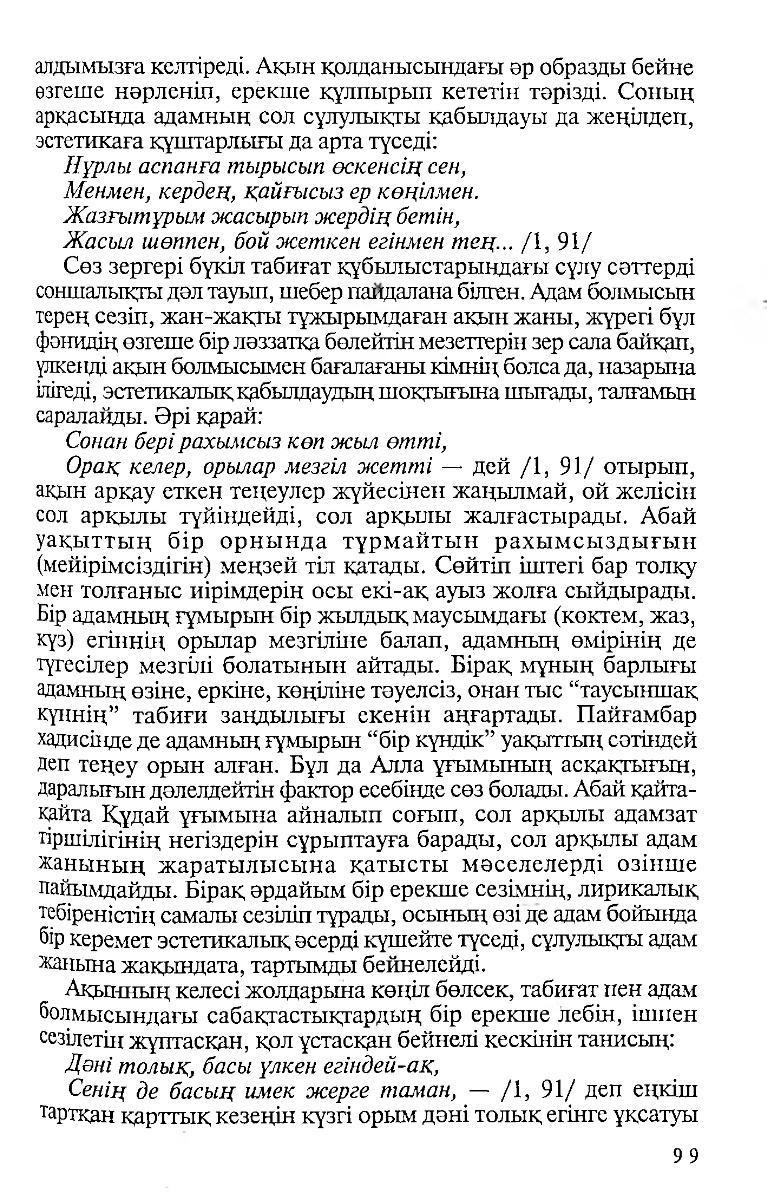 алдымызға келтіреді. Ақын қолданысындағы әр образды бейне
өзгеше нәрленіп, ерекше құлпырып кететін тәрізді. Соның
арқасында адамның сол сұлулықты қабылдауы да жеңілдеп,
эстетикаға құштарлығы да арта түседі:
Нұрлы аспанға тырысып өскенсің сен,
Менмен, кердең, қайғысыз ер көңілмен.
Жазғытұрым жасырып жердің бетін,
Жасыл шөппен, бой жеткен егінмен тең... /1, 91/
Сөз зергері бүкіл табиғат құбылыстарындағы сұлу сәттерді
соншалықты дәл тауып, шебер пайдалана білген. Адам болмысын
терең сезіп, жан-жақты тұжырымдаған ақын жаны, жүрегі бұл
фәнидің өзгеше бір ләззатқа бөлейтін мезеттерін зер сала байқап,
үлкенді ақын болмысымен бағалағаны кімнің болса да, назарына
ілігеді, эстетикалық қабылдаудың шоқтығына шығады, талғамын
саралайды. Әрі қарай:
Сонан бері рахымсыз көп жыл өтті,
Орақ келер, орылар мезгіл жетті — дей /1, 91/ отырып,
ақын арқау еткен теңеулер жүйесінен жаңылмай, ой желісін
сол арқылы түйіндейді, сол арқылы жалғастырады. Абай
уақыттың бір орнында тұрмайтын рахымсыздығын
(мейірімсіздігін) меңзей тіл қатады. Сөйтіп іштегі бар толқу
мен толғаныс иірімдерін осы екі-ақ ауыз жолға сыйдырады.
Бір адамның ғұмырын бір жылдық маусымдағы (көктем, жаз,
күз) егіннің орылар мезгіліне балап, адамның өмірінің де
түгесілер мезгілі болатынын айтады. Бірақ мұның барлығы
адамның өзіне, еркіне, көңіліне тәуелсіз, онан тыс “таусыншақ
күннің” табиғи заңдылығы екенін аңғартады. Пайғамбар
хадисінде де адамның ғұмырын “бір күндік” уақыттың сәтіндей
деп теңеу орын алған. Бұл да Алла ұғымының асқақтығын,
даралығын дәлелдейтін фактор есебінде сөз болады. Абай қайта-
қайта Құдай ұғымына айналып соғып, сол арқылы адамзат
тіршілігінің негіздерін сұрыптауға барады, сол арқылы адам
жанының жаратылысына қатысты мәселелерді өзінше
пайымдайды. Бірақ әрдайым бір ерекше сезімнің, лирикалық
тебіреністің самалы сезіліп тұрады, осының өзі де адам бойында
бір керемет эстетикалық әсерді күшейте түседі, сұлулықты адам
жанына жақындата, тартымды бейнелейді.
Ақынның келесі жолдарына көңіл бөлсек, табиғат пен адам
болмысындағы сабақтастықтардың бір ерекше лебін, іштен
сезілетін жұптасқан, қол ұстасқан бейнелі кескінін танисың:
Дәні толық, басы үлкен егіндей-ақ,
Сенің де басың имек жерге таман, — /1, 91/ деп еңкіш
тартқан қарттық кезеңін күзгі орым дәні толық егінге ұқсатуы
99